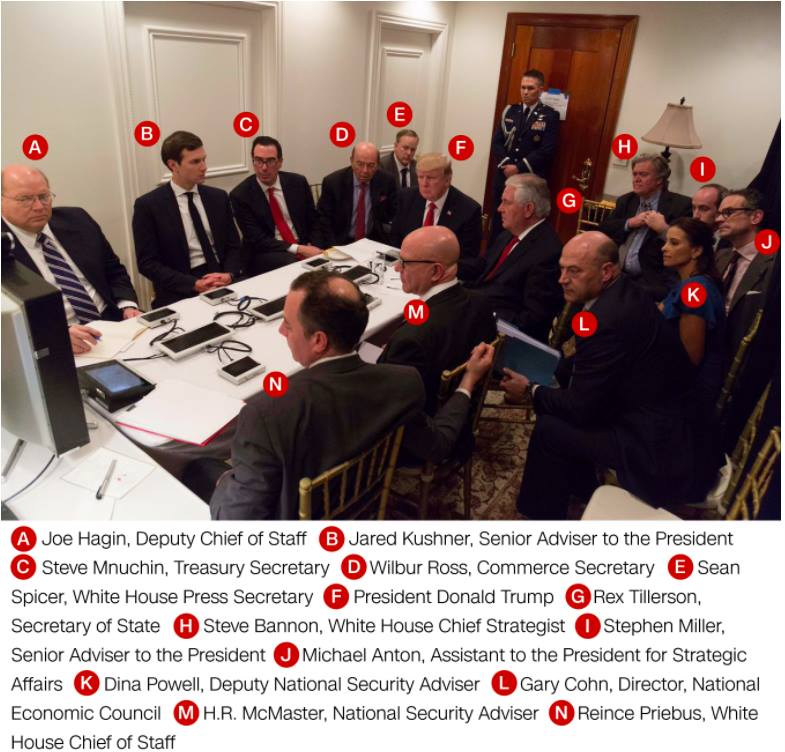 A
B
C
D
E
F
G
H
I
J
K
L
M
N
A Joe Hagin, Deputy Chief of Staff B Jared Kushner, Senior Adviser to the President
C Steve Mnuchin, Treasury Secretary D Wilbur Ross, Commerce Secretary E Sean
Spicer, White House Press Secretary F President Donald Trump G Rex Tillerson,
Secretary of State H Steve Bannon, White House Chief Strategist I Stephen Miller,
Senior Adviser to the President J Michael Anton, Assistant to the President for Strategic
Affairs K Dina Powell, Deputy National Security Adviser L Gary Cohn, Director, National
Economic Council M H.R. McMaster, National Security Adviser N Reince Priebus, White
House Chief of Staff